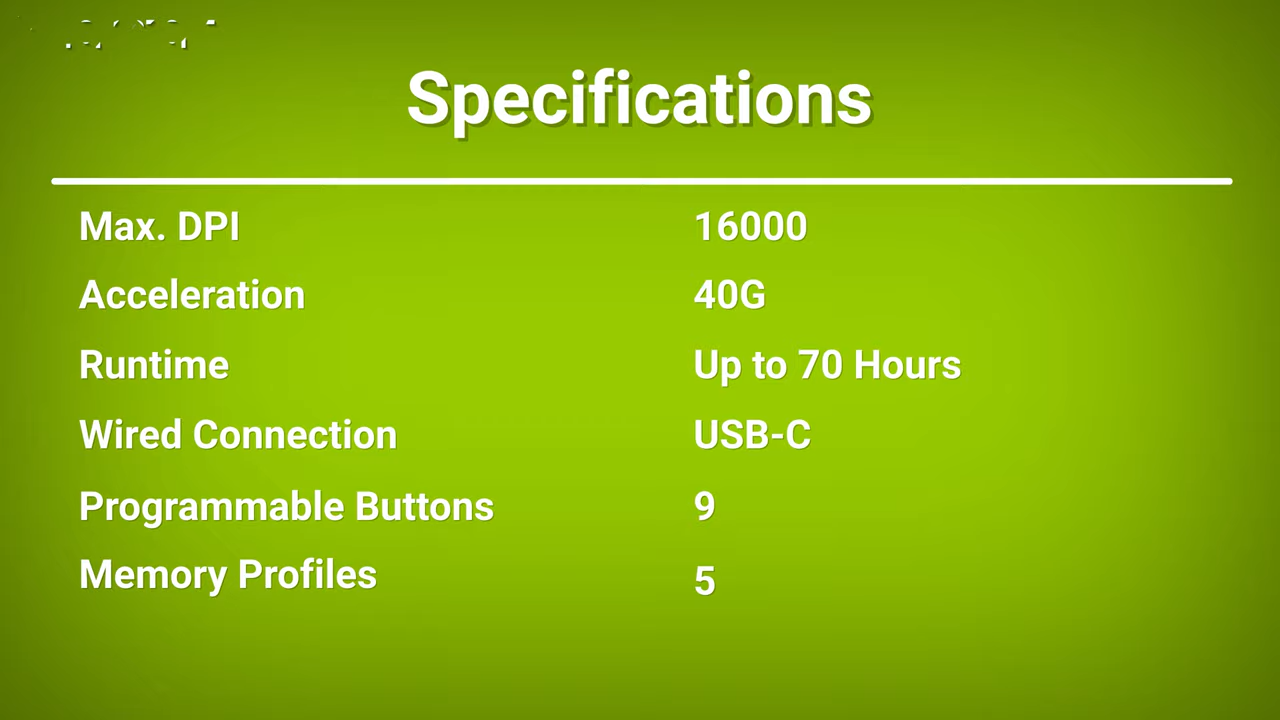 Specifications
Max. DPI 16000
Acceleration 40G
Runtime Up to 70 Hours
Wired Connection USB-C
Programmable Buttons 9
Memory Profiles 5